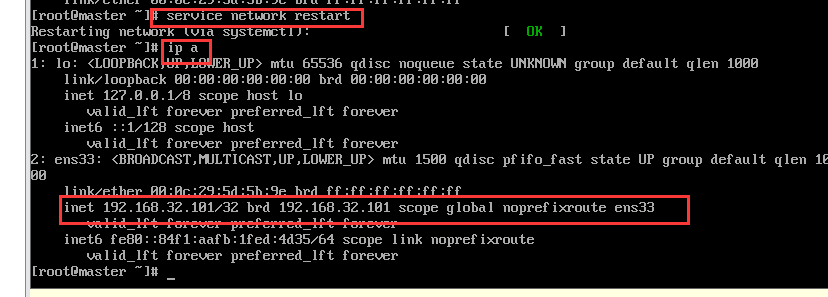 link/ether 00:0c:29:5d:5b:9e brd ff:ff:ff:ff:ff:ff
[root@master ~]# service network restart
Restarting network (via systemctl):                        [  OK  ]
[root@master ~]# ip a
1: lo: <LOOPBACK,UP,LOWER_UP> mtu 65536 qdisc noqueue state UNKNOWN group default qlen 1000
link/loopback 00:00:00:00:00:00 brd 00:00:00:00:00:00
inet 127.0.0.1/8 scope host lo
valid_lft forever preferred_lft forever
inet6 ::1/128 scope host
valid_lft forever preferred_lft forever
2: ens33: <BROADCAST,MULTICAST,UP,LOWER_UP> mtu 1500 qdisc pfifo_fast state UP group default qlen 10
00
link/ether 00:0c:29:5d:5b:9e brd ff:ff:ff:ff:ff:ff
inet 192.168.32.101/32 brd 192.168.32.101 scope global noprefixroute ens33
valid_lft forever preferred_lft forever
inet6 fe80::84f1:aafb:1fed:4d35/64 scope link noprefixroute
valid_lft forever preferred_lft forever
[root@master ~]# _